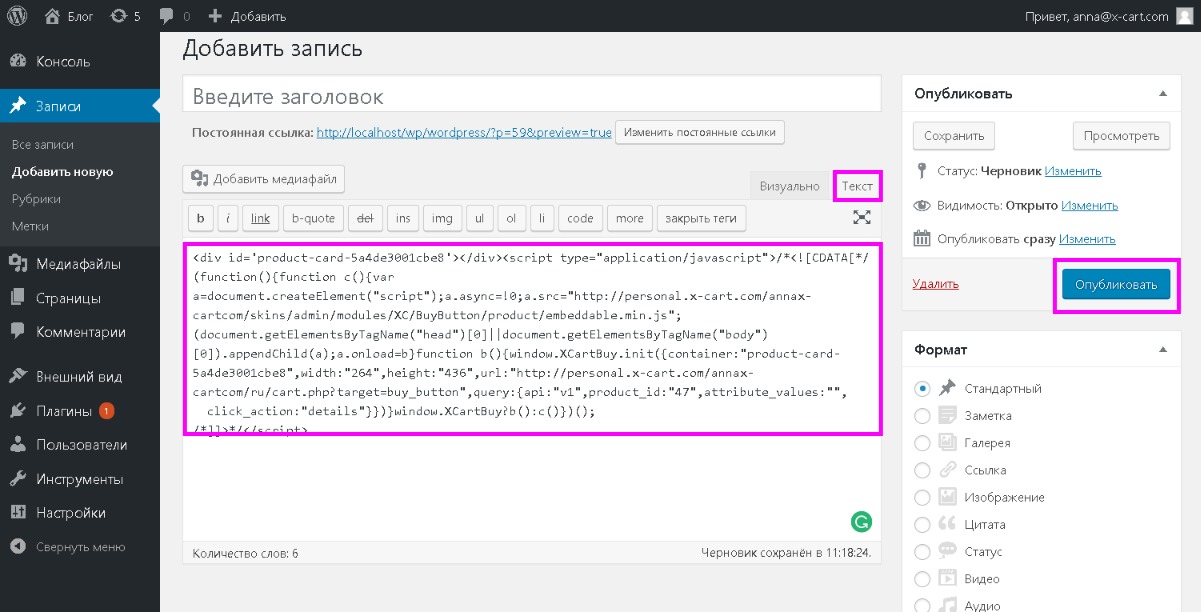 Блог 5 0 Добавить
Привет, anna@x-cart.com
Консоль
Записи
Все записи
Добавить новую
Рубрики
Метки
Медиафайлы
Страницы
Комментарии
Внешний вид
Плагины 1
Пользователи
Инструменты
Настройки
Свернуть меню
Добавить запись
Введите заголовок
Постоянная ссылка: http://localhost/wp/wordpress/?p=59&preview=true Изменить постоянные ссылки
Добавить медиафайл
Визуально Текст
b i link b-quote del ins img ul ol li code more закрыть теги
<div id='product-card-5a4de3001cbe8'></div><script type="application/javascript">/*<![CDATA[*/
(function(){function c(){var
a=document.createElement("script");a.async=!0;a.src="http://personal.x-cart.com/annax-
cartcom/skins/admin/modules/XC/BuyButton/product/embeddable.min.js";
(document.getElementsByTagName("head")[0]||document.getElementsByTagName("body")
[0]).appendChild(a);a.onload=b}function b(){window.XCartBuy.init({container:"product-card-
5a4de3001cbe8",width:"264",height:"436",url:"http://personal.x-cart.com/annax-
cartcom/ru/cart.php?target=buy_button",query:{api:"v1",product_id:"47",attribute_values:"",
click_action:"details"}})}window.XCartBuy?b():c()})();
/*]]>*/</script>
Количество слов: 6
Черновик сохранён в 11:18:24.
Опубликовать
Сохранить Просмотреть
Статус: Черновик Изменить
Видимость: Открыто Изменить
Опубликовать сразу Изменить
Удалить Опубликовать
Формат
Стандартный
Заметка
Галерея
Ссылка
Изображение
Цитата
Статус
Видео
Аудио